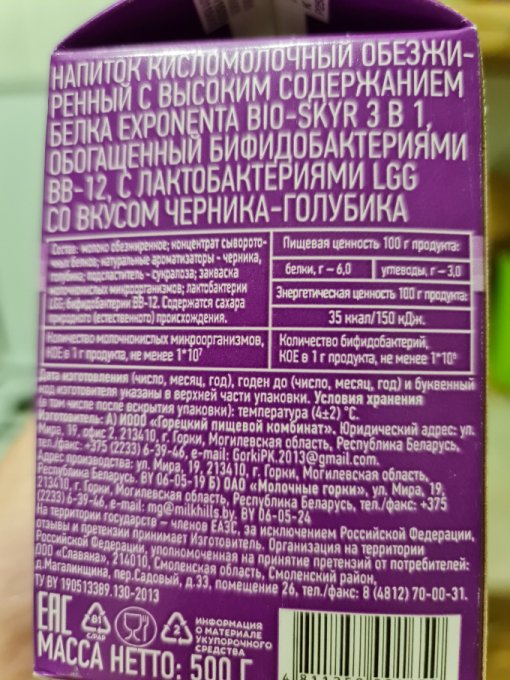 НАПИТОК КИСЛОМОЛОЧНЫЙ ОБЕЗЖИ-
РЕННЫЙ С ВЫСОКИМ СОДЕРЖАНИЕМ
БЕЛКА EXPONENTA BIO-SKYR 3 В 1,
ОБОГАЩЕННЫЙ БИФИДОБАКТЕРИЯМИ
BB-12, С ЛАКТОБАКТЕРИЯМИ LGG
СО ВКУСОМ ЧЕРНИКА-ГОЛУБИКА
Состав: молоко обезжиренное; концентрат сыворото-
чных белков; натуральные ароматизаторы - черника,
голубика; подсластитель - сукралоза; закваска
молочнокислых микроорганизмов; лактобактерии
LGG; бифидобактерии BB-12. Содержатся сахара
природного (естественного) происхождения.
Пищевая ценность 100 г продукта:
белки, г – 6,0
углеводы, г – 3,0
Энергетическая ценность 100 г продукта:
35 ккал/150 кДж.
Количество молочнокислых микроорганизмов,
КОЕ в 1 г продукта, не менее 1*10⁷
Количество бифидобактерий,
КОЕ в 1 г продукта, не менее 1*10⁶
Дата изготовления (число, месяц, год), годен до (число, месяц, год) и буквенный
код изготовителя указаны в верхней части упаковки. Условия хранения
(в том числе после вскрытия упаковки): температура (4±2) °С.
Изготовитель: А) ИООО «Горецкий пищевой комбинат». Юридический адрес: ул.
Мира, 19, офис 2, 213410, г. Горки, Могилевская область, Республика Беларусь,
тел./факс: +375 (2233) 6-39-46, e-mail: GorkiPK.2013@gmail.com.
Адрес производства: ул. Мира, 19, 213410, г. Горки, Могилевская область,
Республика Беларусь. BY 06-05-19 Б) ОАО «Молочные горки», ул. Мира, 19,
213410, г. Горки, Могилевская область, Республика Беларусь, тел./факс: +375
(2233) 6-39-46, e-mail: mg@milkhills.by. BY 06-05-24
На территории государств – членов ЕАЭС, за исключением Российской Федерации,
отзывы и претензии принимает Изготовитель. Организация на территории
Российской Федерации, уполномоченная на принятие претензий от потребителей:
ООО «Славяна», 214010, Смоленская область, Смоленский район,
д.Магалинщина, пер.Садовый, д.33, помещение 26, тел./факс: 8 (4812) 70-00-31.
ТУ BY 190513389.130-2013
EAC
81
C/PAP
2
ИНФОРМАЦИЯ
О МАТЕРИАЛЕ
УКУПОРОЧНОГО
СРЕДСТВА
МАССА НЕТТО: 500 Г